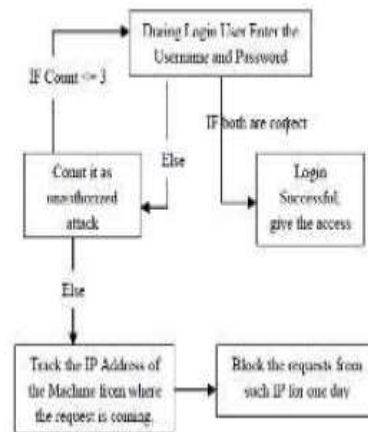 During Login User Enter the
Username and Password
IF Count <= 3
IF both are correct
Else
Count it as
unauthorized
attack
Login
Successful,
give the access
Else
Track the IP Address of
the Machine from where
the request is coming.
Block the requests from
such IP for one day